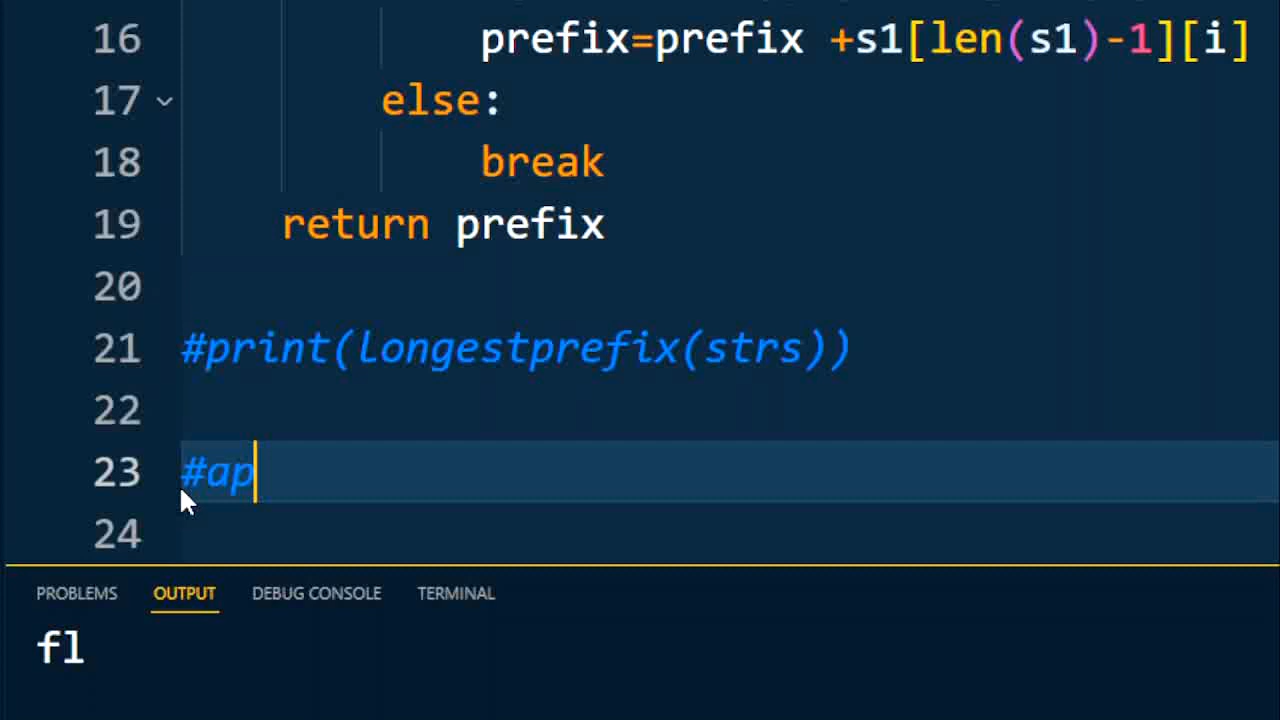 16 prefix=prefix +s1[len(s1)-1][i]
17 else:
18 break
19 return prefix
20
21 #print(longestprefix(strs))
22
23 #ap
24
PROBLEMS OUTPUT DEBUG CONSOLE TERMINAL
fl